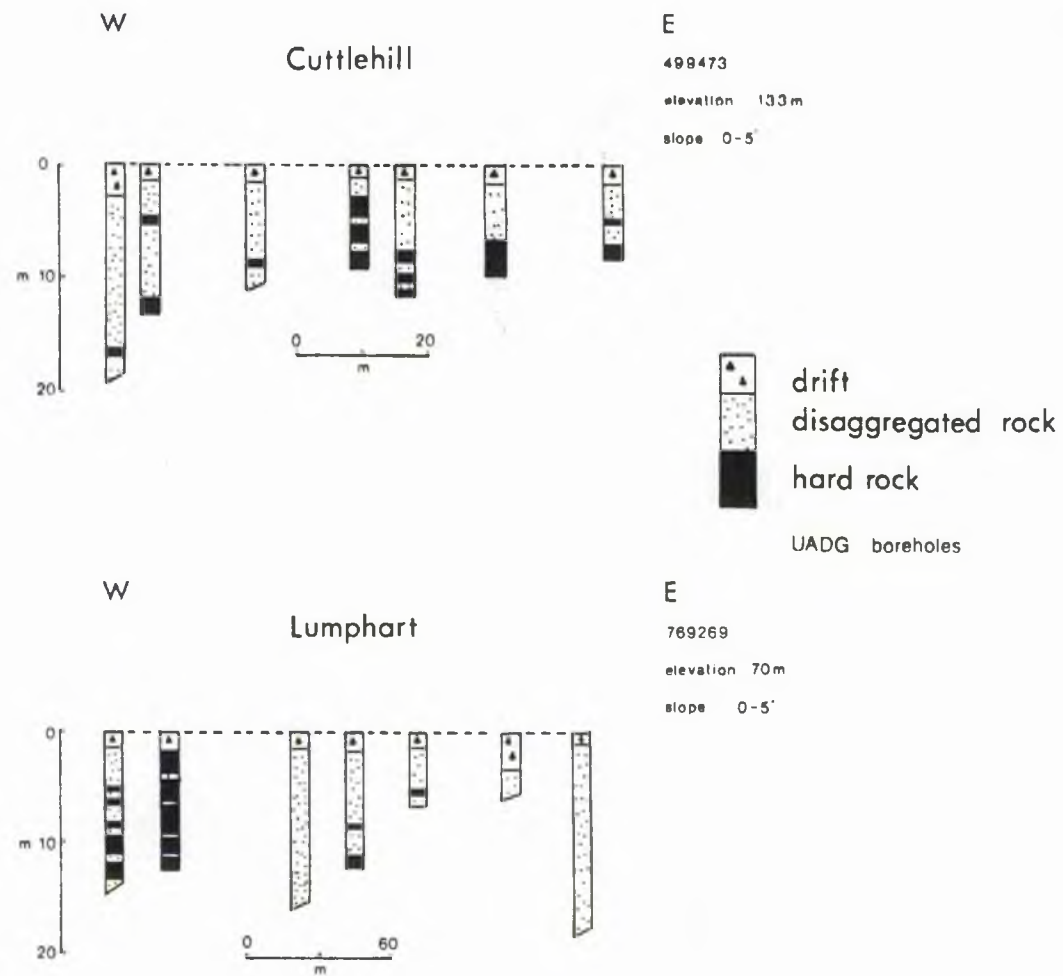 W
E
Cuttlehill
499473
elevation 133m
slope 0-5°
0
m 10
20
0 20
m
drift
disaggregated rock
hard rock
UADG boreholes
W
E
Lumphart
769269
elevation 70m
slope 0-5°
0
m 10
20
0 60
m